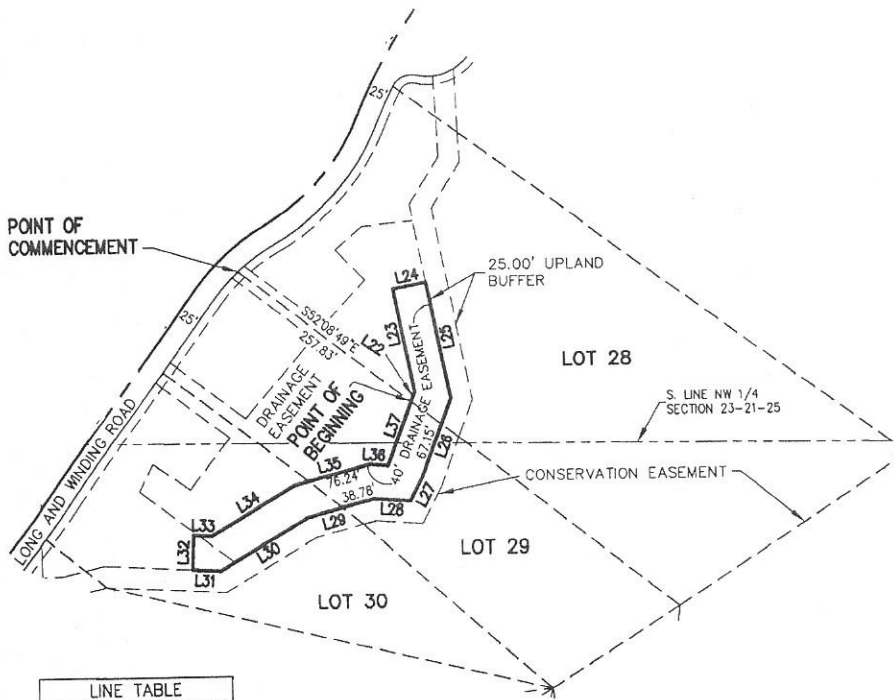 25'
POINT OF
COMMENCEMENT
L24
25.00' UPLAND
BUFFER
25'
S52°08'49"E
257.83'
L22
L23
L25
LOT 28
DRAINAGE
EASEMENT
POINT OF
BEGINNING
40' DRAINAGE EASEMENT
67.15'
S. LINE NW 1/4
SECTION 23-21-25
LONG AND WINDING ROAD
L37
L26
L36
L35
76.24'
38.78'
L27
CONSERVATION EASEMENT
L34
L28
L29
LOT 29
L33
L32
L30
L31
LOT 30
LINE TABLE